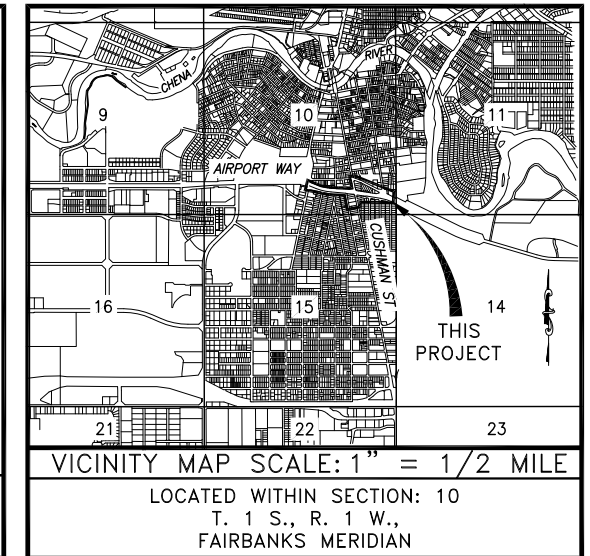 CHENA
RIVER
9
10
11
AIRPORT WAY
CUSHMAN ST
16
15
14
THIS
PROJECT
21
22
23
VICINITY MAP SCALE: 1" = 1/2 MILE
LOCATED WITHIN SECTION: 10
T. 1 S., R. 1 W.,
FAIRBANKS MERIDIAN